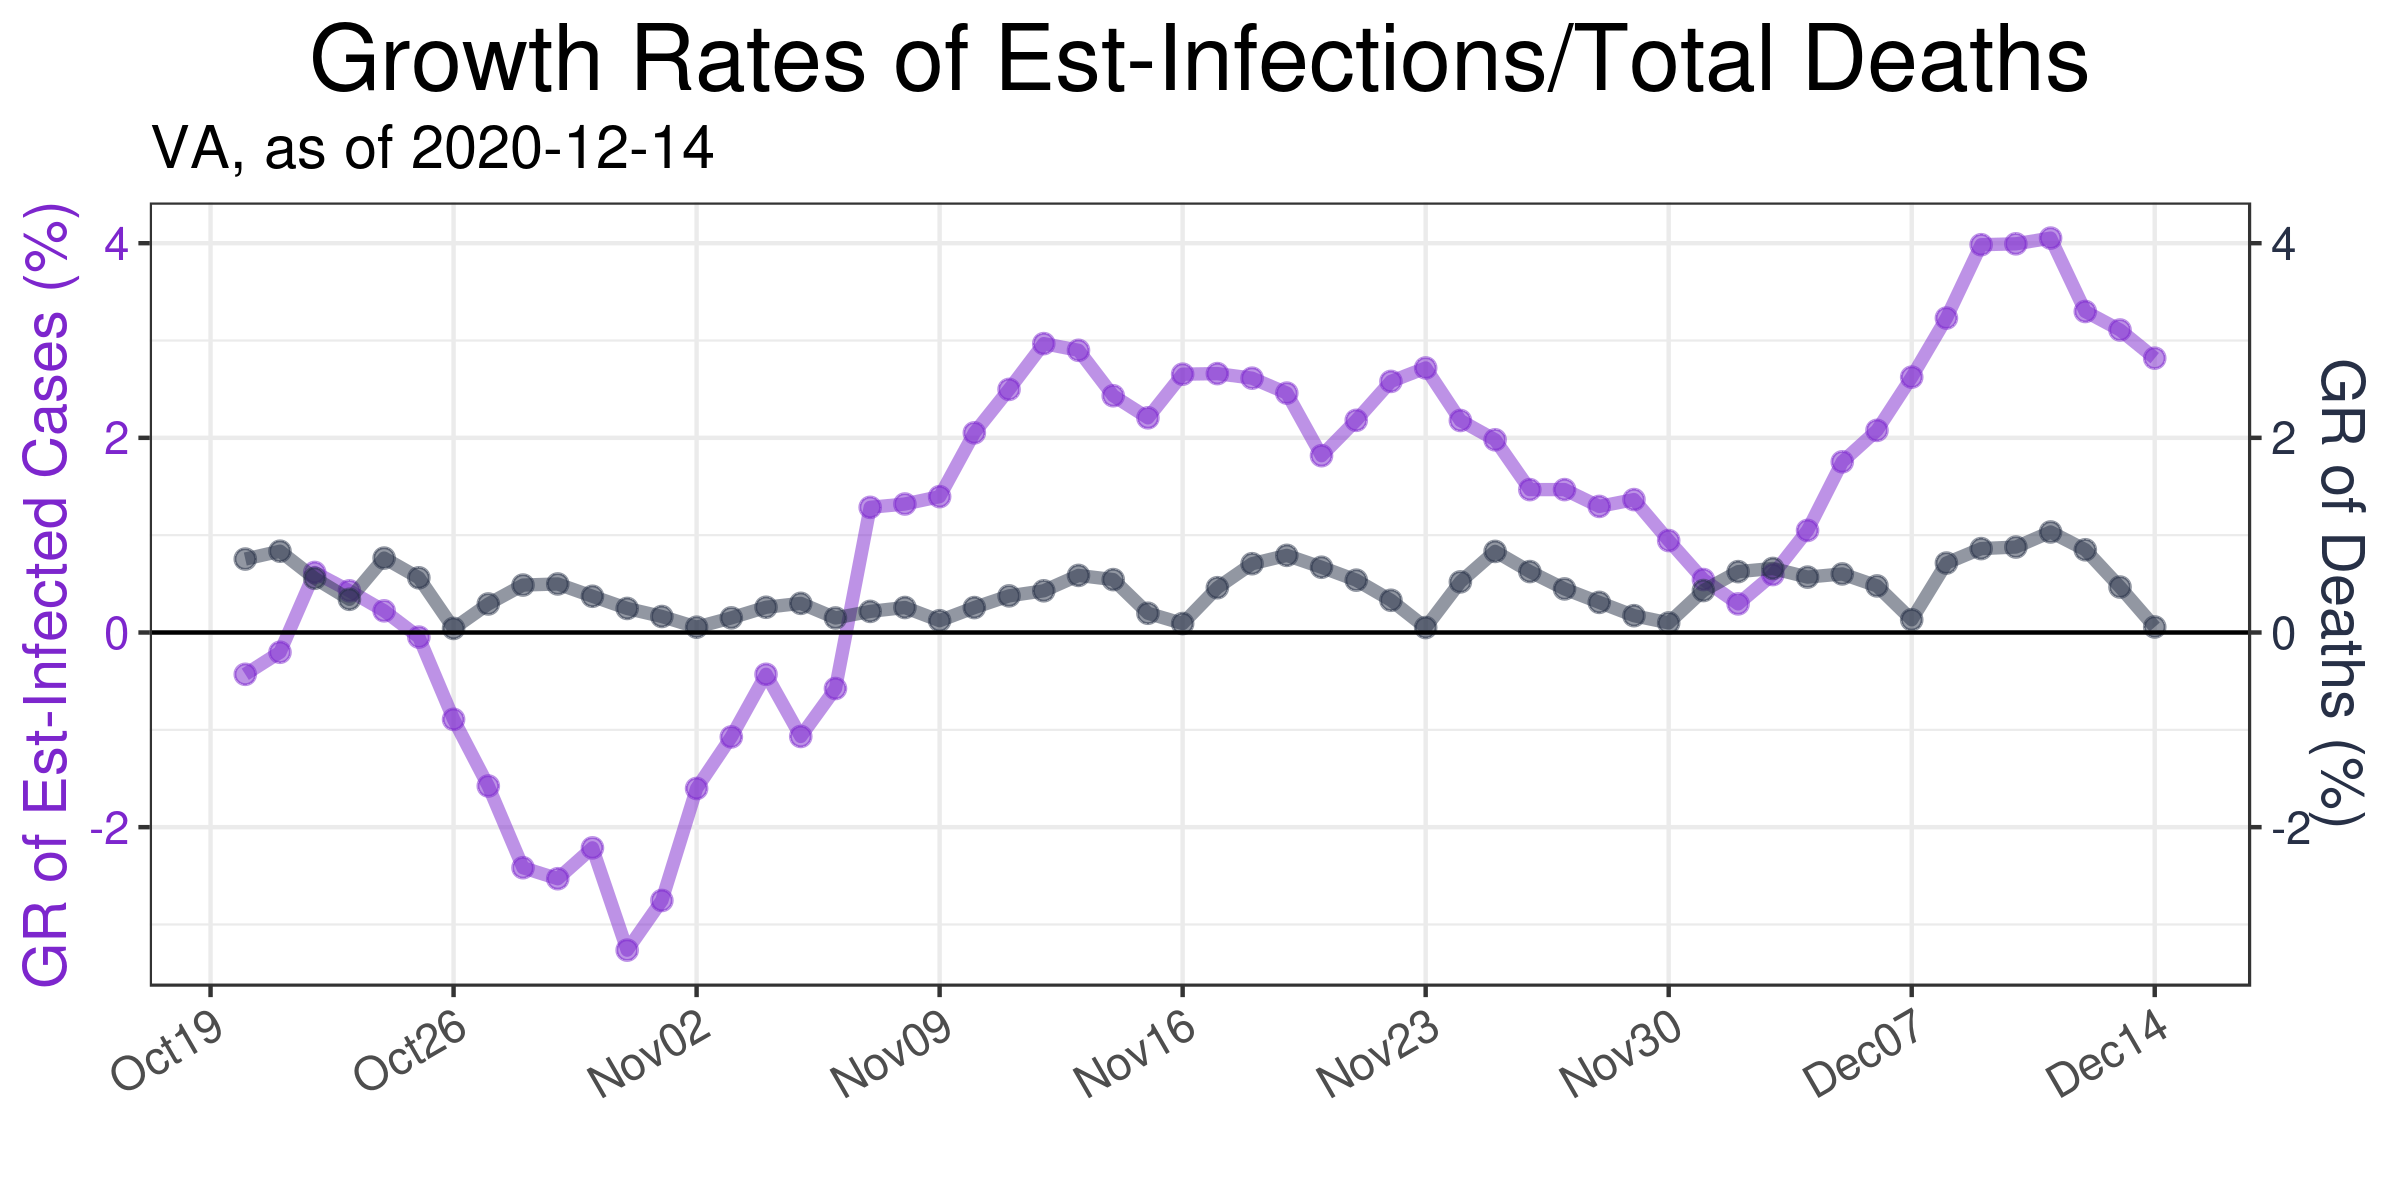 Growth Rates of Est-Infections/Total Deaths
VA, as of 2020-12-14
GR of Est-Infected Cases (%)
4
2
0
-2
4
2
0
-2
GR of Deaths (%)
Oct19
Oct26
Nov02
Nov09
Nov16
Nov23
Nov30
Dec07
Dec14